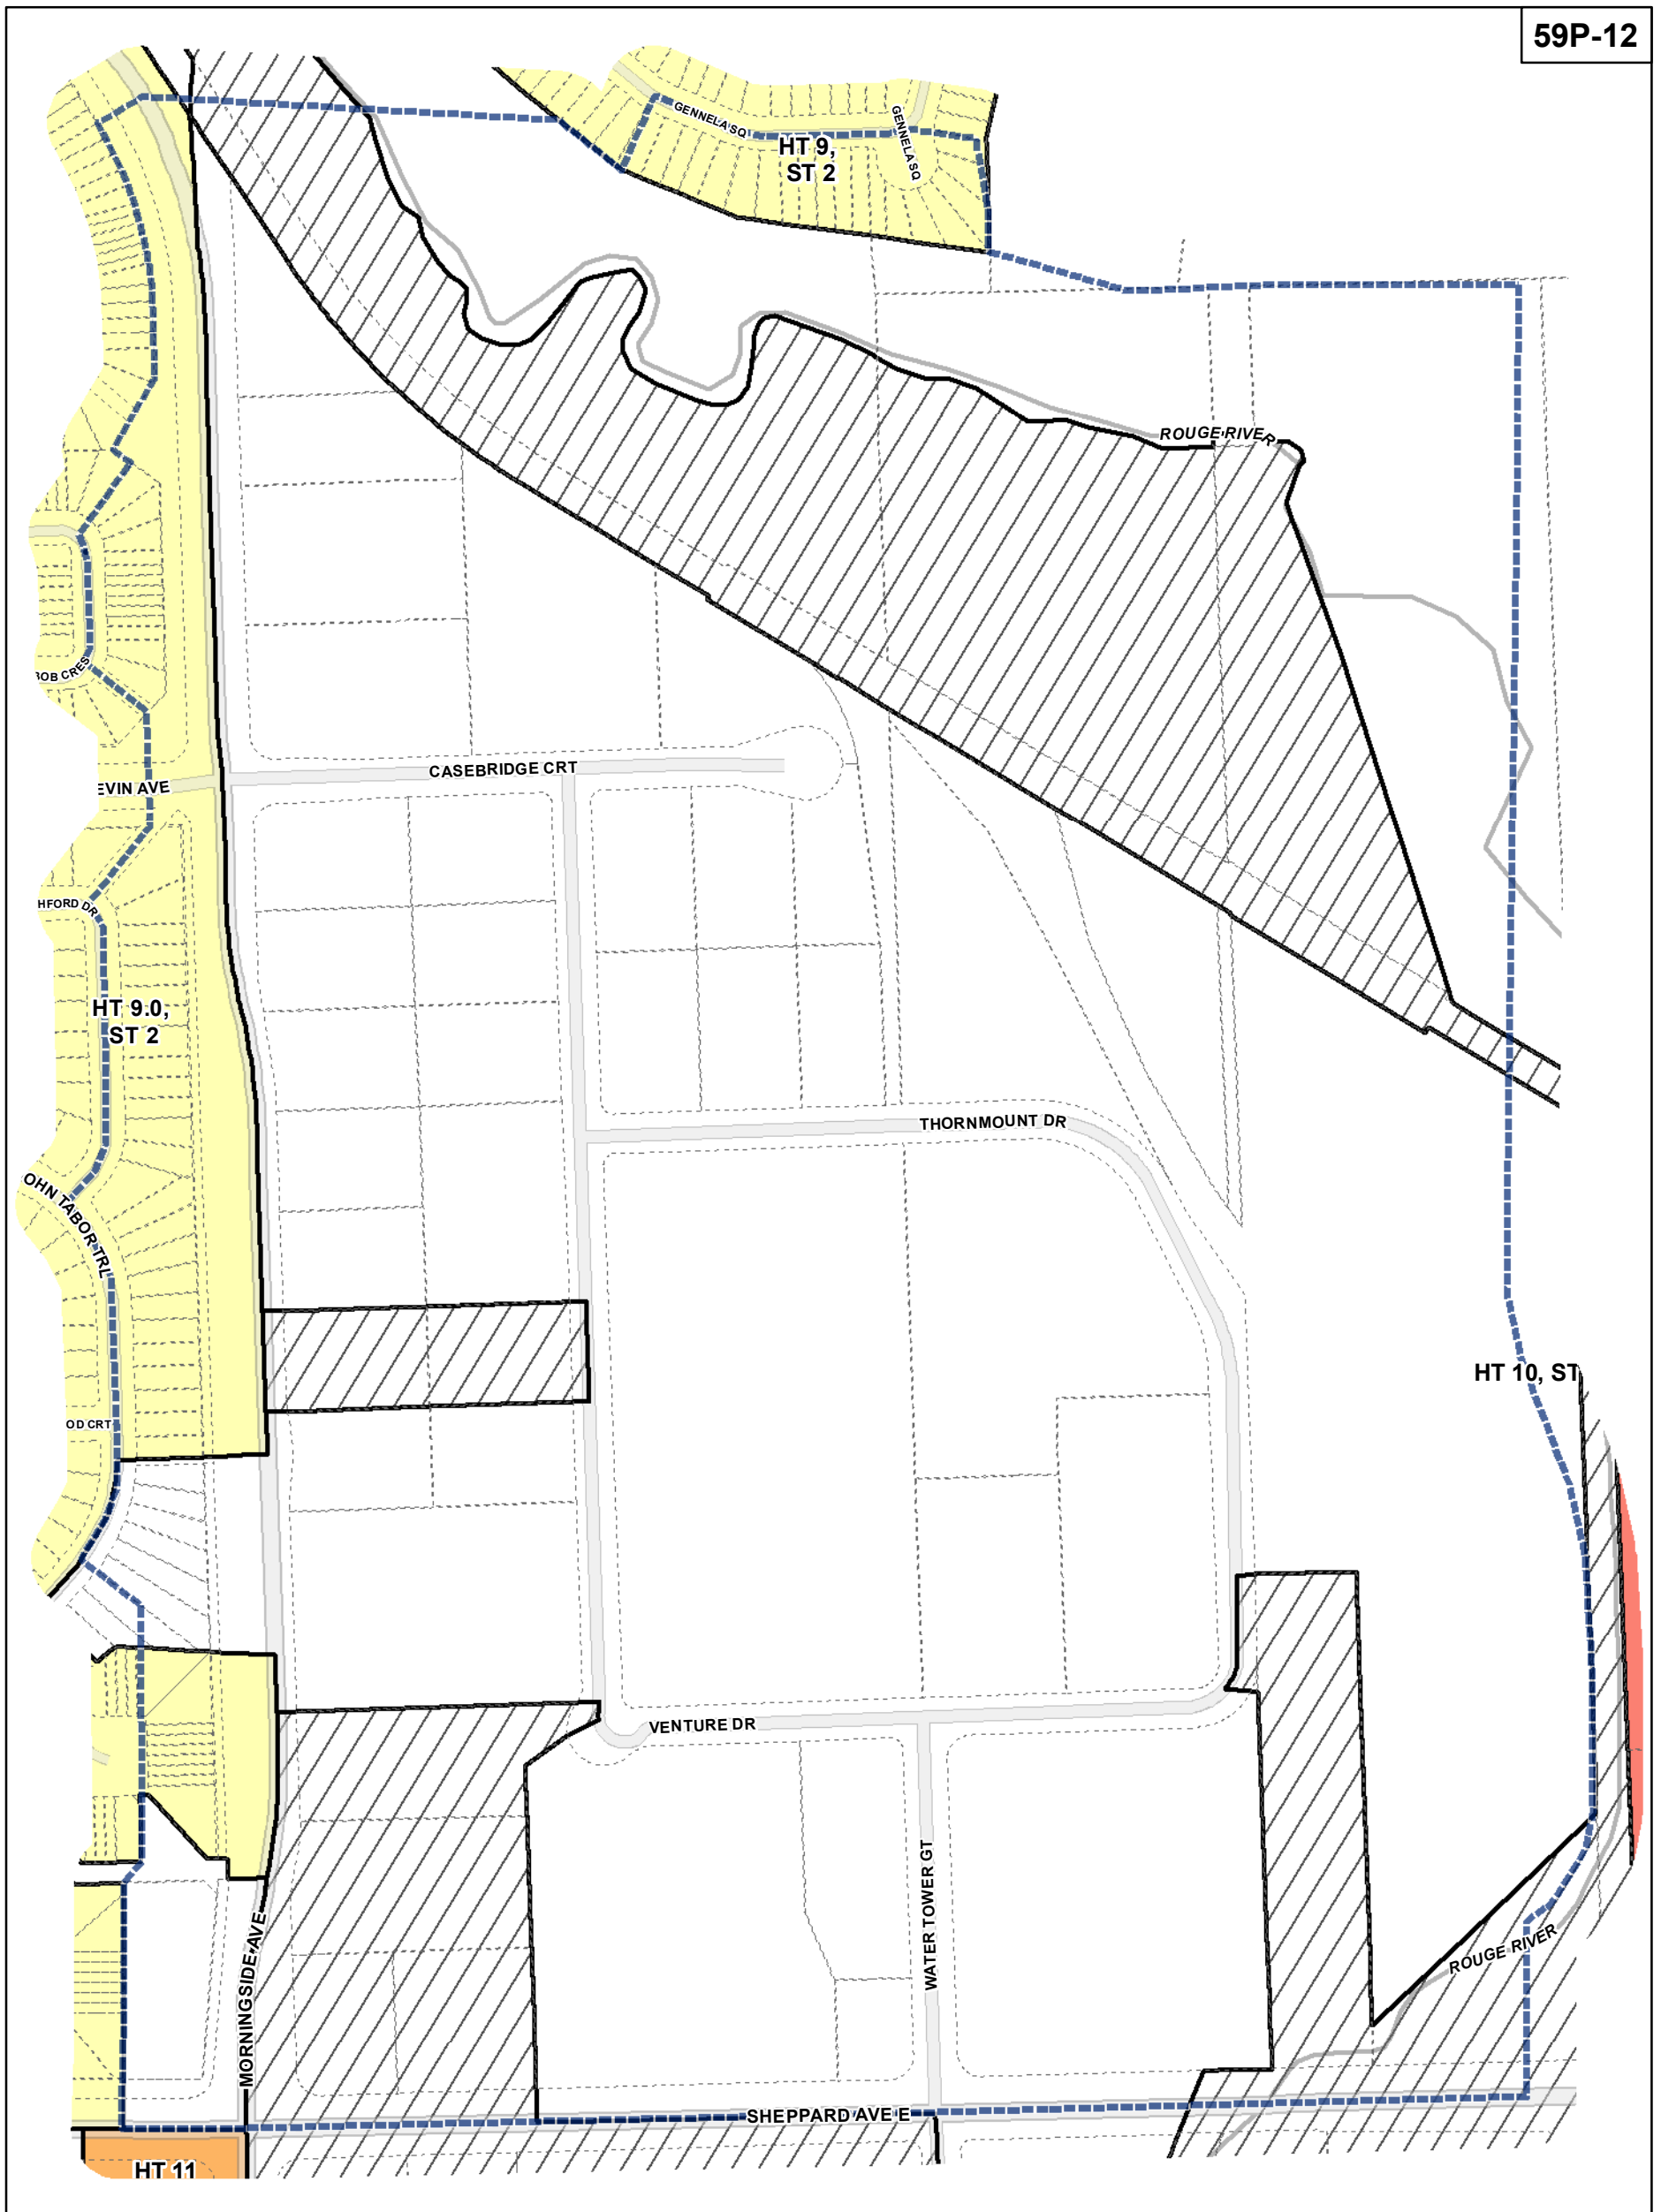 59P-12
GENNELA SQ
GENNELA SQ
HT 9,
ST 2
ROUGE RIVER
BOB CRES
CASEBRIDGE CRT
EVIN AVE
HFORD DR
HT 9.0,
ST 2
THORNMOUNT DR
OHN TABOR TRL
HT 10, ST
OD CRT
VENTURE DR
WATER TOWER GT
MORNINGSIDE AVE
ROUGE RIVER
SHEPPARD AVE E
HT 11